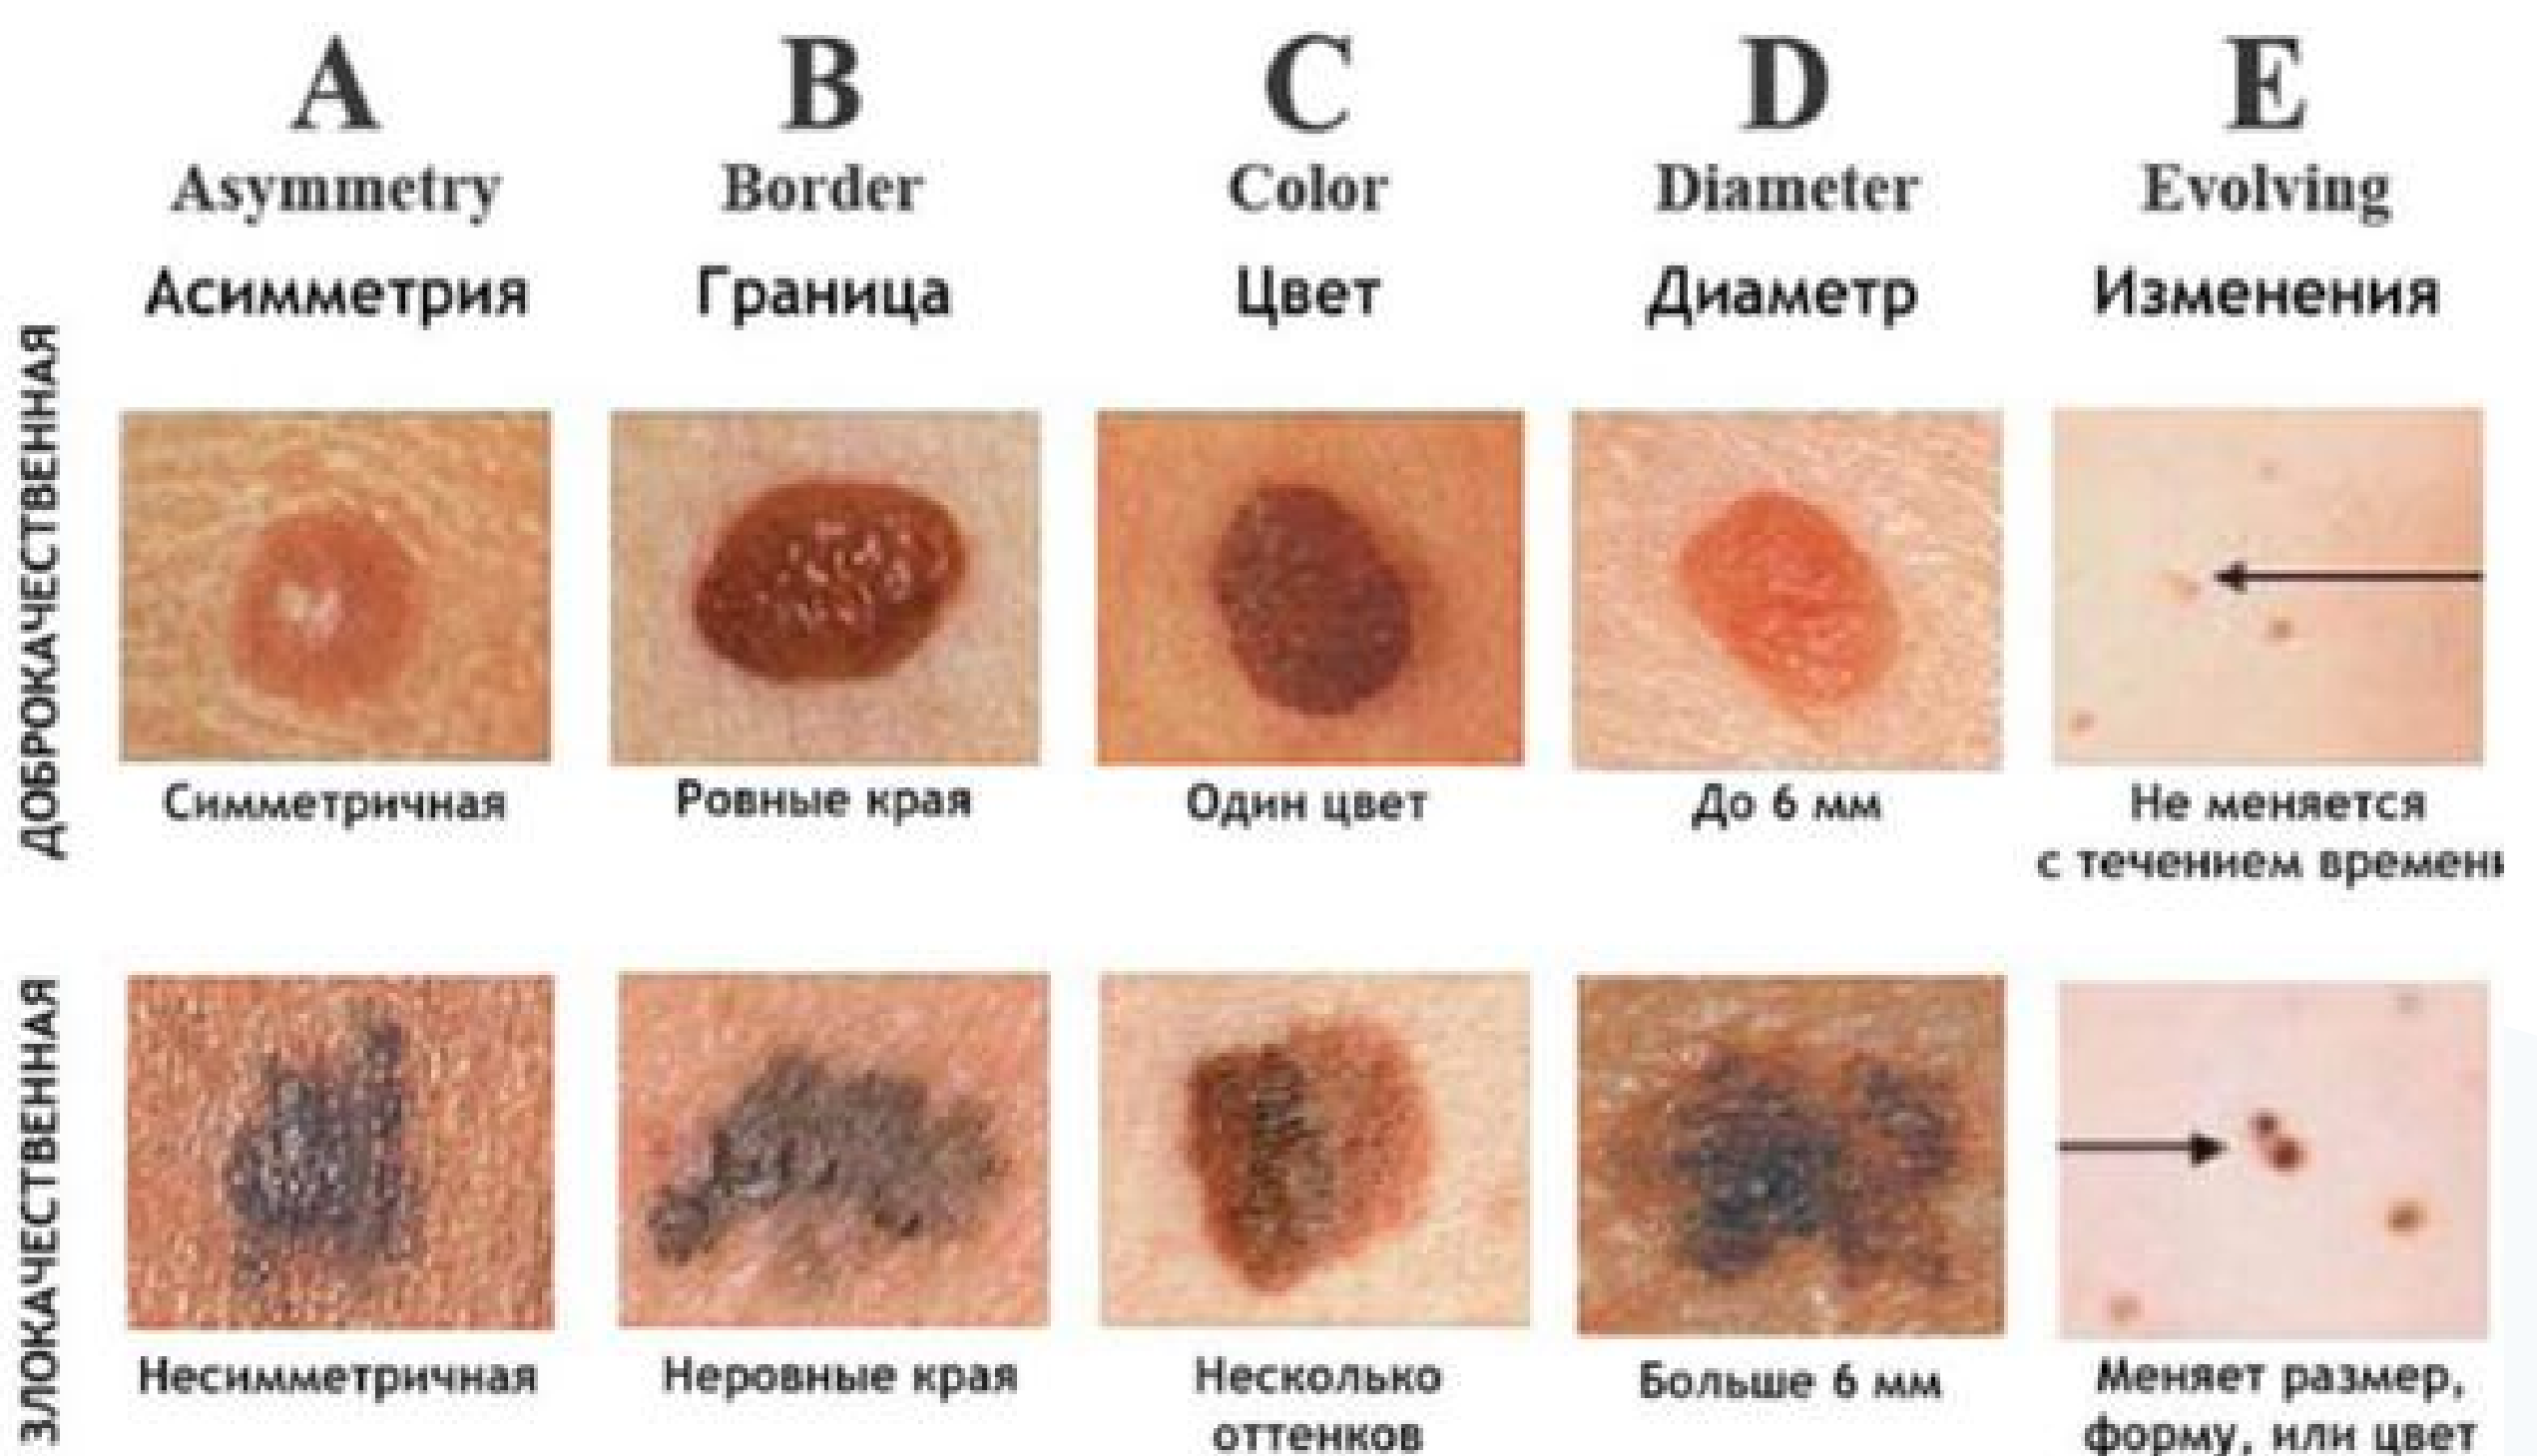 A
B
C
D
E
Asymmetry
Border
Color
Diameter
Evolving
Асимметрия
Граница
Цвет
Диаметр
Изменения
ДОБРОКАЧЕСТВЕННАЯ
Симметричная
Ровные края
Один цвет
До 6 мм
Не меняется
с течением времени
ЗЛОКАЧЕСТВЕННАЯ
Несимметричная
Неровные края
Несколько
оттенков
Больше 6 мм
Меняет размер,
форму, или цвет